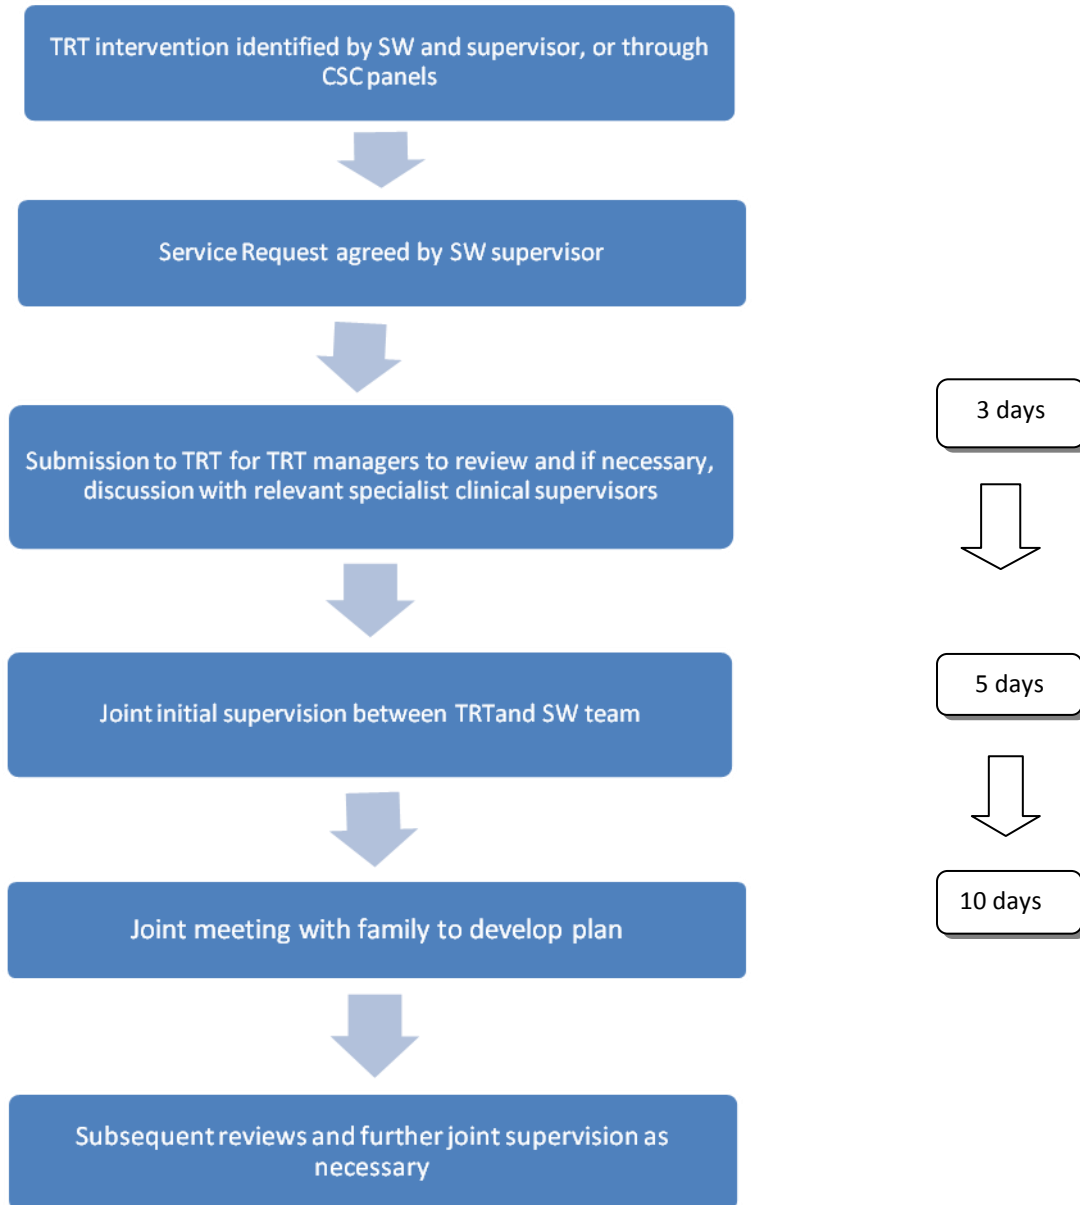 TRT intervention identified by SW and supervisor, or through
CSC panels
Service Request agreed by SW supervisor
3 days
Submission to TRT for TRT managers to review and if necessary,
discussion with relevant specialist clinical supervisors
5 days
Joint initial supervision between TRTand SW team
10 days
Joint meeting with family to develop plan
Subsequent reviews and further joint supervision as
necessary